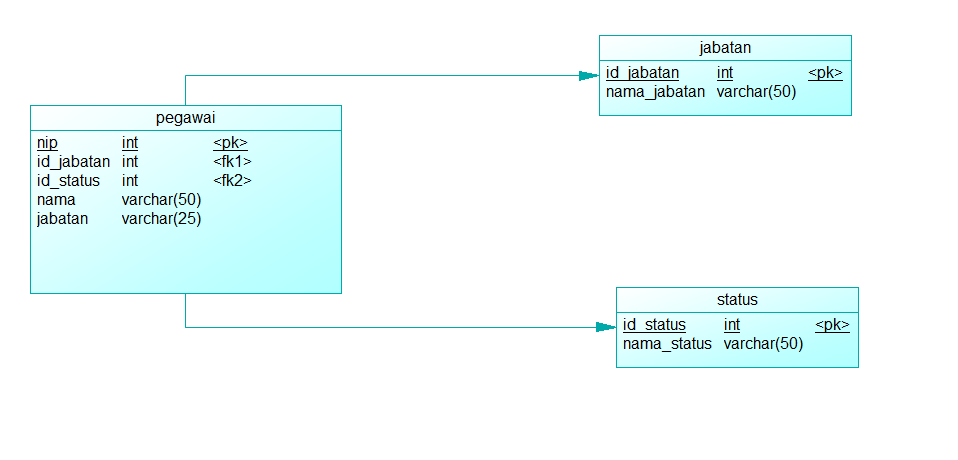 pegawai
nip int <pk>
id_jabatan int <fk1>
id_status int <fk2>
nama varchar(50)
jabatan varchar(25)
jabatan
id_jabatan int <pk>
nama_jabatan varchar(50)
status
id_status int <pk>
nama_status varchar(50)